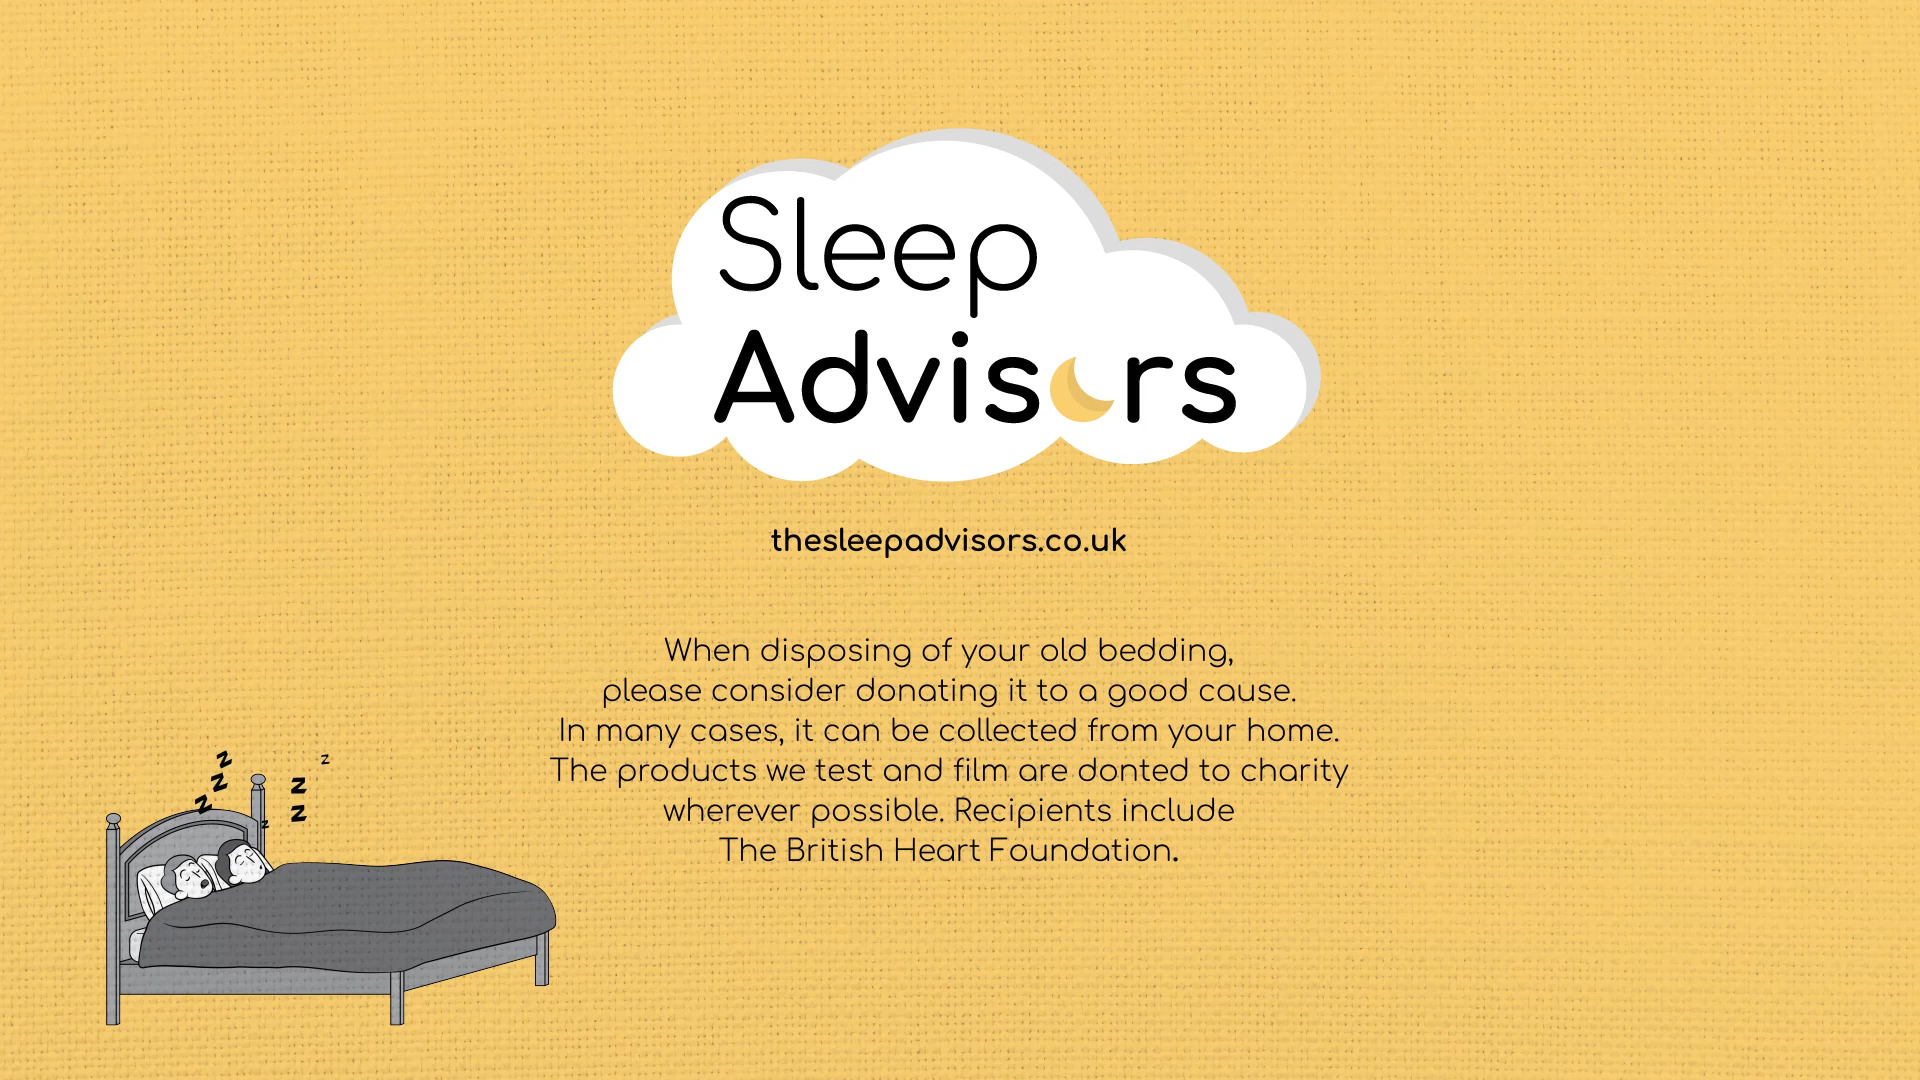 Sleep
Advisors
thesleepadvisors.co.uk
When disposing of your old bedding,
please consider donating it to a good cause.
In many cases, it can be collected from your home.
The products we test and film are donted to charity
wherever possible. Recipients include
The British Heart Foundation.
z
z
z
z
z
z
z